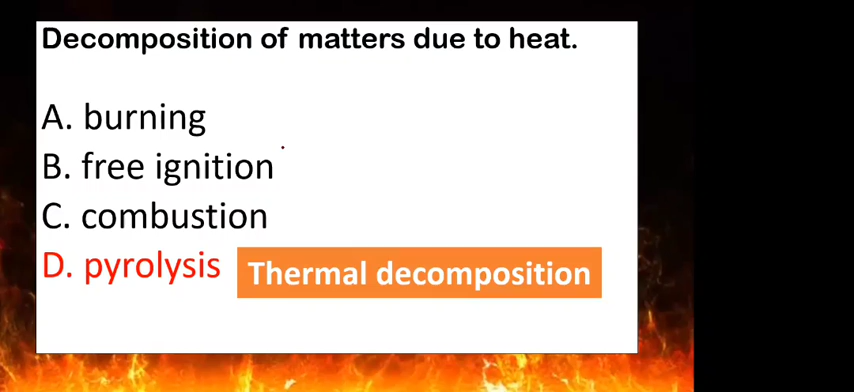 Decomposition of matters due to heat.
A. burning
B. free ignition
C. combustion
D. pyrolysis
Thermal decomposition